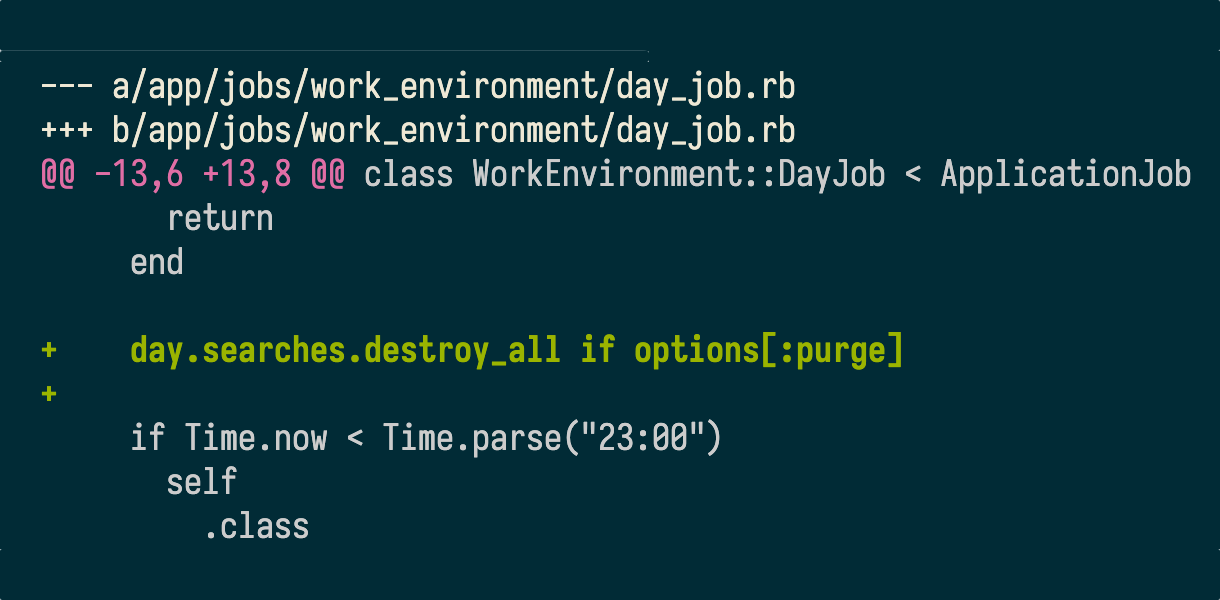 --- a/app/jobs/work_environment/day_job.rb
+++ b/app/jobs/work_environment/day_job.rb
@@ -13,6 +13,8 @@ class WorkEnvironment::DayJob < ApplicationJob
       return
     end

+    day.searches.destroy_all if options[:purge]
+
     if Time.now < Time.parse("23:00")
       self
         .class